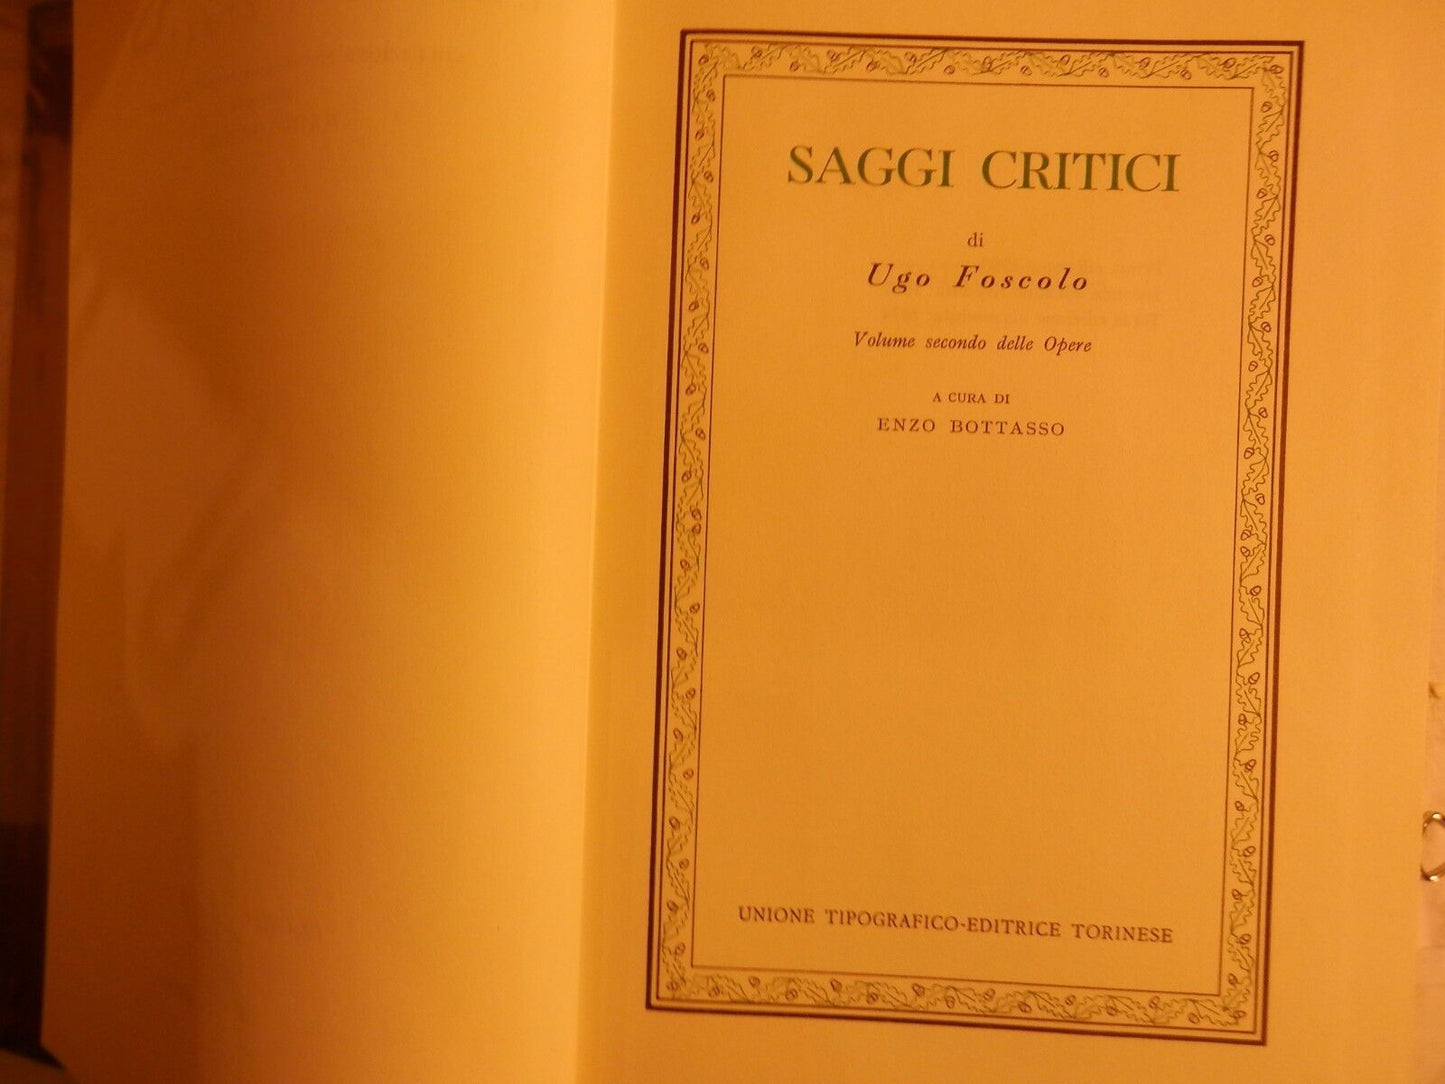 SAGGI CRITICI
di
Ugo Foscolo
Volume secondo delle Opere
A CURA DI
ENZO BOTTASSO
UNIONE TIPOGRAFICO-EDITRICE TORINESE